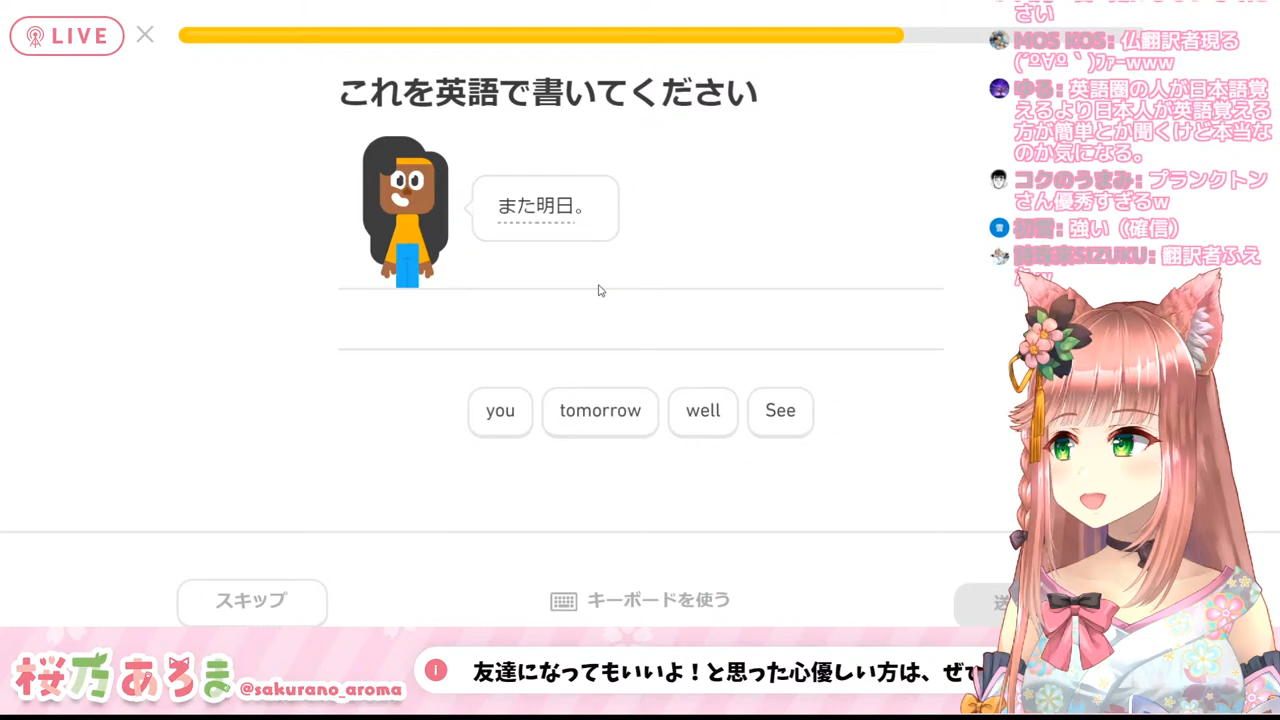 LIVE
これを英語で書いてください
また明日。
you
tomorrow
well
See
スキップ
キーボードを使う
送
さい
MOS KOS: 仏翻訳者現る
ゆる: 英語圏の人が日本語覚
えるより日本人が英語覚える
方が簡単とか聞くけど本当な
のか気になる。
コクのうまみ: プランクトン
さん優秀すぎるw
初雪: 強い（確信）
SIZUKU: 翻訳者ふえ
桜乃あろま
@sakurano_aroma
友達になってもいいよ！と思った心優しい方は、ぜひ